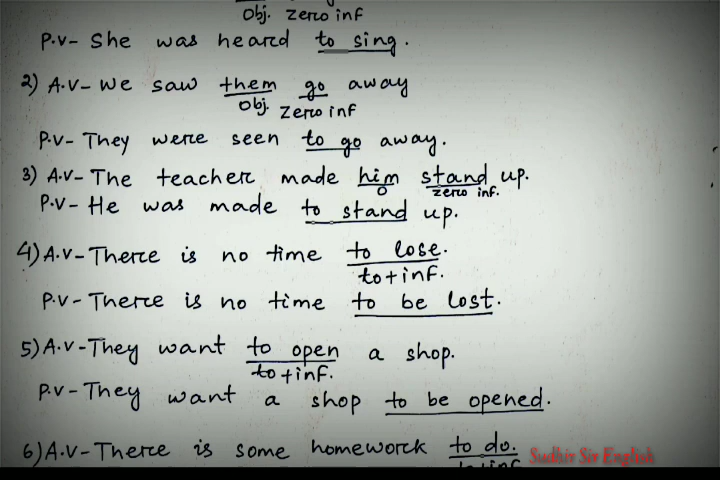 Obj. Zero inf
P.V- She was heard to sing.
2) A.V- We saw them go away
Obj. Zero inf
P.V- They were seen to go away.
3) A.V- The teacher made him stand up.
O zero inf.
P.V- He was made to stand up.
4) A.V- There is no time to lose.
to+inf.
P.V- There is no time to be lost.
5) A.V- They want to open a shop.
to+inf.
P.V- They want a shop to be opened.
6) A.V- There is some homework to do.
Sudhir Sir English
to+inf